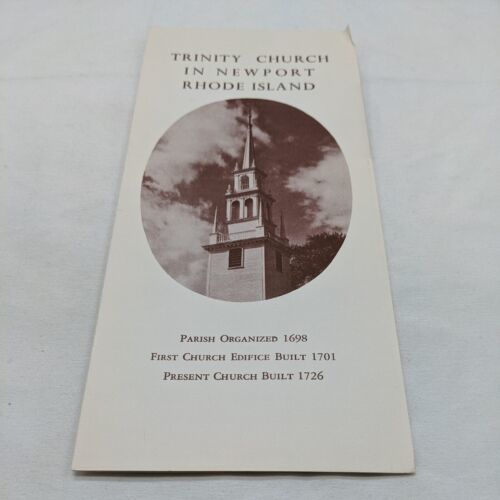 TRINITY CHURCH
IN NEWPORT
RHODE ISLAND
PARISH ORGANIZED 1698
FIRST CHURCH EDIFICE BUILT 1701
PRESENT CHURCH BUILT 1726